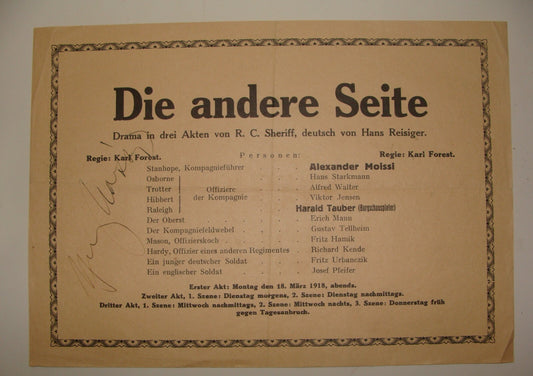 Die andere Seite
Drama in drei Akten von R. C. Sheriff, deutsch von Hans Reisiger.
Regie: Karl Forest. Personen: Regie: Karl Forest.
Stanhope, Kompagnieführer . . . . Alexander Moissi
Osborne . . . . Hans Starkmann
Trotter Offiziere . . . . Alfred Walter
Hibbert der Kompagnie . . . . Viktor Jensen
Raleigh . . . . Harald Tauber (Burgschauspieler)
Der Oberst . . . . Erich Mann
Der Kompagniefeldwebel . . . . Gustav Tellheim
Mason, Offizierskoch . . . . Fritz Hamik
Hardy, Offizier eines anderen Regimentes . . . . Richard Kende
Ein junger deutscher Soldat . . . . Fritz Urbanczik
Ein englischer Soldat . . . . Josef Pfeifer
Erster Akt: Montag den 18. März 1918, abends.
Zweiter Akt, 1. Szene: Dienstag morgens, 2. Szene: Dienstag nachmittags.
Dritter Akt, 1. Szene: Mittwoch nachmittags, 2. Szene: Mittwoch nachts, 3. Szene: Donnerstag früh
gegen Tagesanbruch.